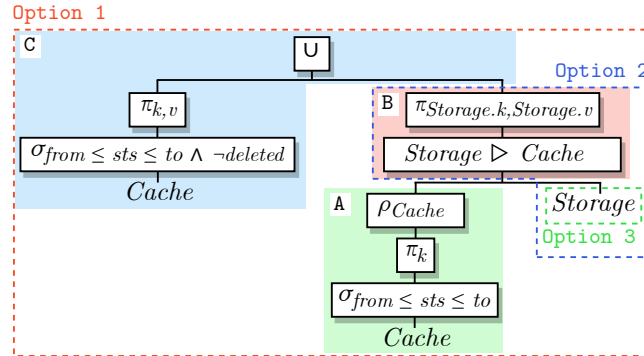 Option 1
C
∪
Option 2
π_{k,v}
B
π_{Storage.k,Storage.v}
σ_{from ≤ sts ≤ to ∧ ¬deleted}
Storage ▷ Cache
Cache
A
ρ_{Cache}
Storage
Option 3
π_k
σ_{from ≤ sts ≤ to}
Cache